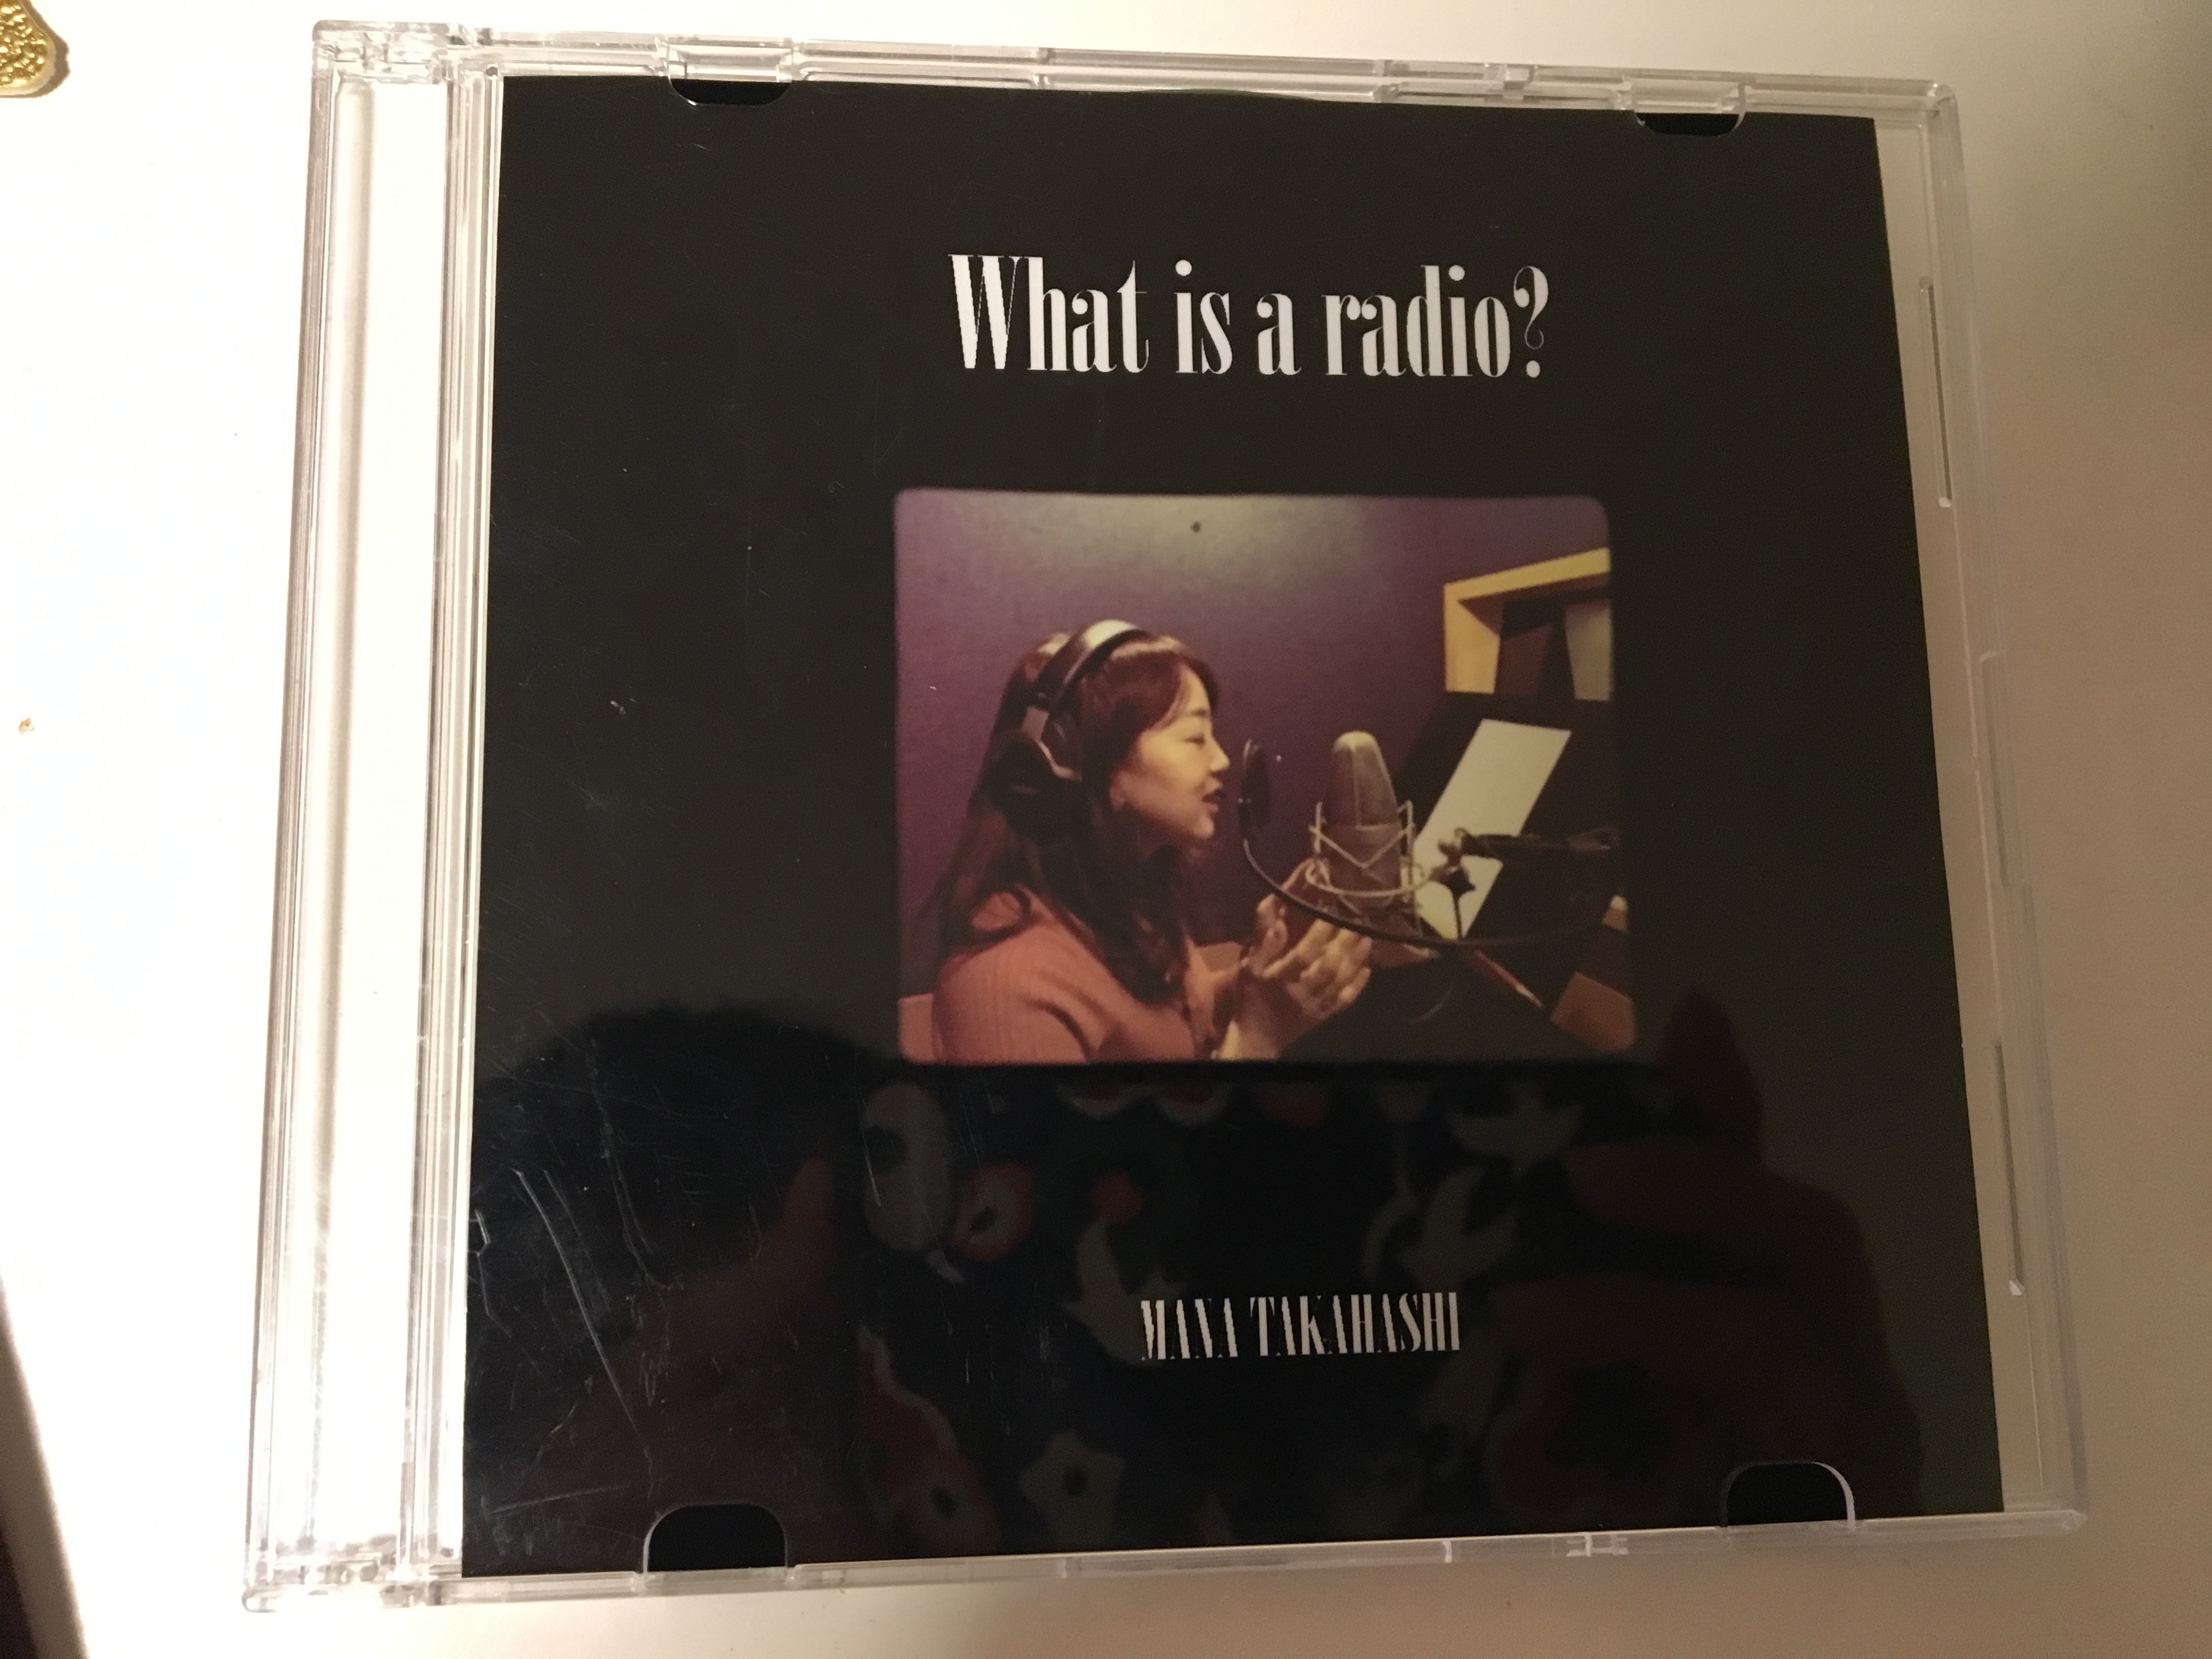 What is a radio?
MANA TAKAHASHI